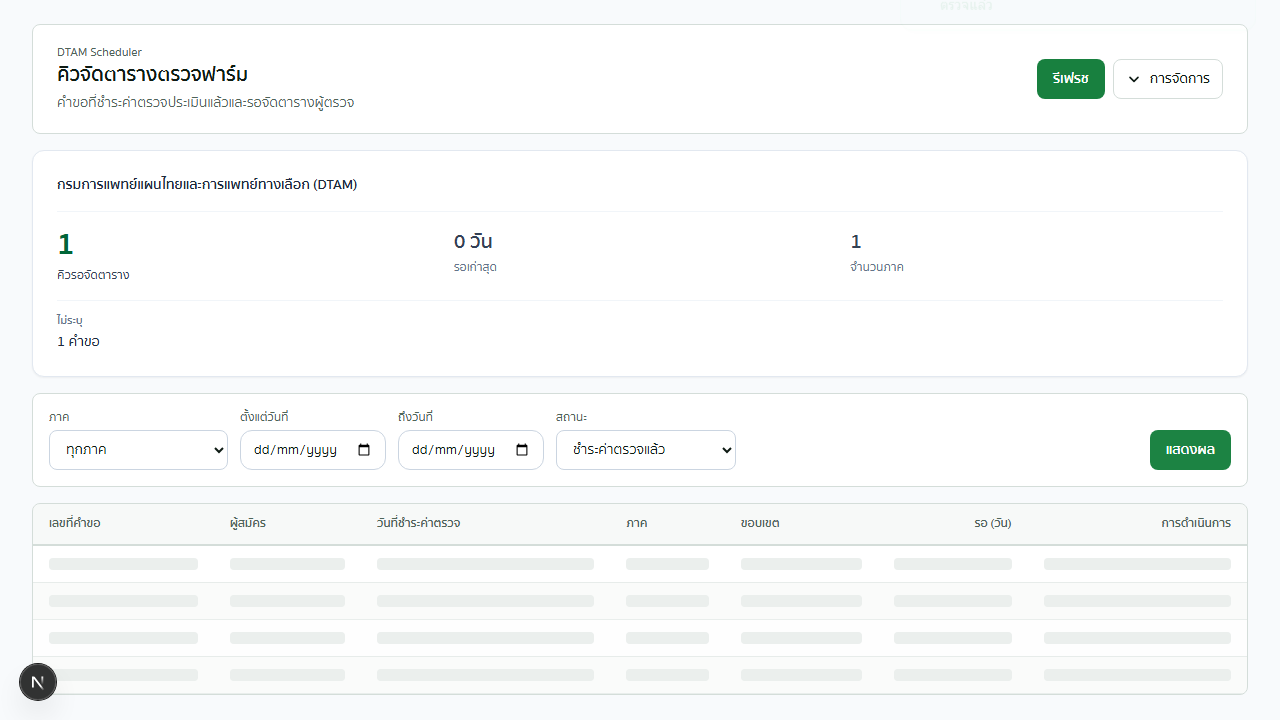 ตรวจแล้ว
DTAM Scheduler
คิวจัดตารางตรวจฟาร์ม
คำขอที่ชำระค่าตรวจประเมินแล้วและรอจัดตารางผู้ตรวจ
รีเฟรช
การจัดการ
กรมการแพทย์แผนไทยและการแพทย์ทางเลือก (DTAM)
1
คิวรอจัดตาราง
0 วัน
รอเก่าสุด
1
จำนวนภาค
ไม่ระบุ
1 คำขอ
ภาค
ทุกภาค
ตั้งแต่วันที่
dd/mm/yyyy
ถึงวันที่
dd/mm/yyyy
สถานะ
ชำระค่าตรวจแล้ว
แสดงผล
เลขที่คำขอ ผู้สมัคร วันที่ชำระค่าตรวจ ภาค ขอบเขต รอ (วัน) การดำเนินการ
N